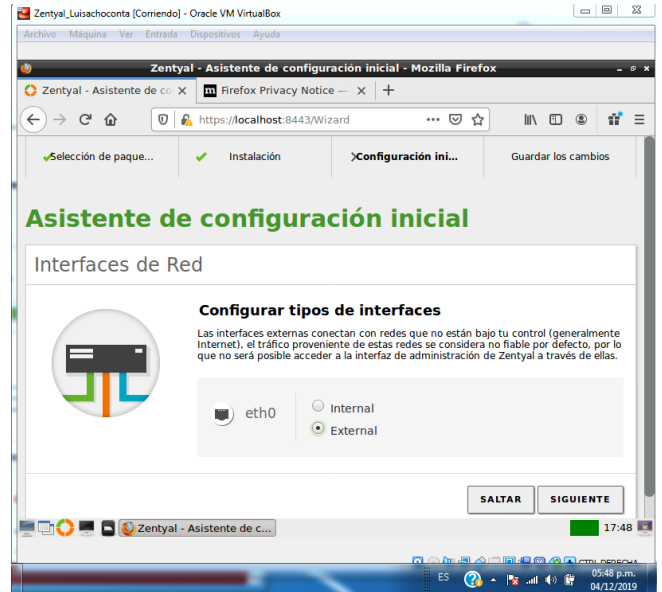 Zentyal_Luisachoconta [Corriendo] - Oracle VM VirtualBox
Archivo Máquina Ver Entrada Dispositivos Ayuda
Zentyal - Asistente de configuración inicial - Mozilla Firefox
Zentyal - Asistente de co
Firefox Privacy Notice —
https://localhost:8443/Wizard
Selección de paque...
Instalación
Configuración ini...
Guardar los cambios
Asistente de configuración inicial
Interfaces de Red
Configurar tipos de interfaces
Las interfaces externas conectan con redes que no están bajo tu control (generalmente
Internet), el tráfico proveniente de estas redes se considera no fiable por defecto, por lo
que no será posible acceder a la interfaz de administración de Zentyal a través de ellas.
eth0
Internal
External
SALTAR
SIGUIENTE
Zentyal - Asistente de c...
17:48
CTRL DERECHA
ES
05:48 p.m.
04/12/2019